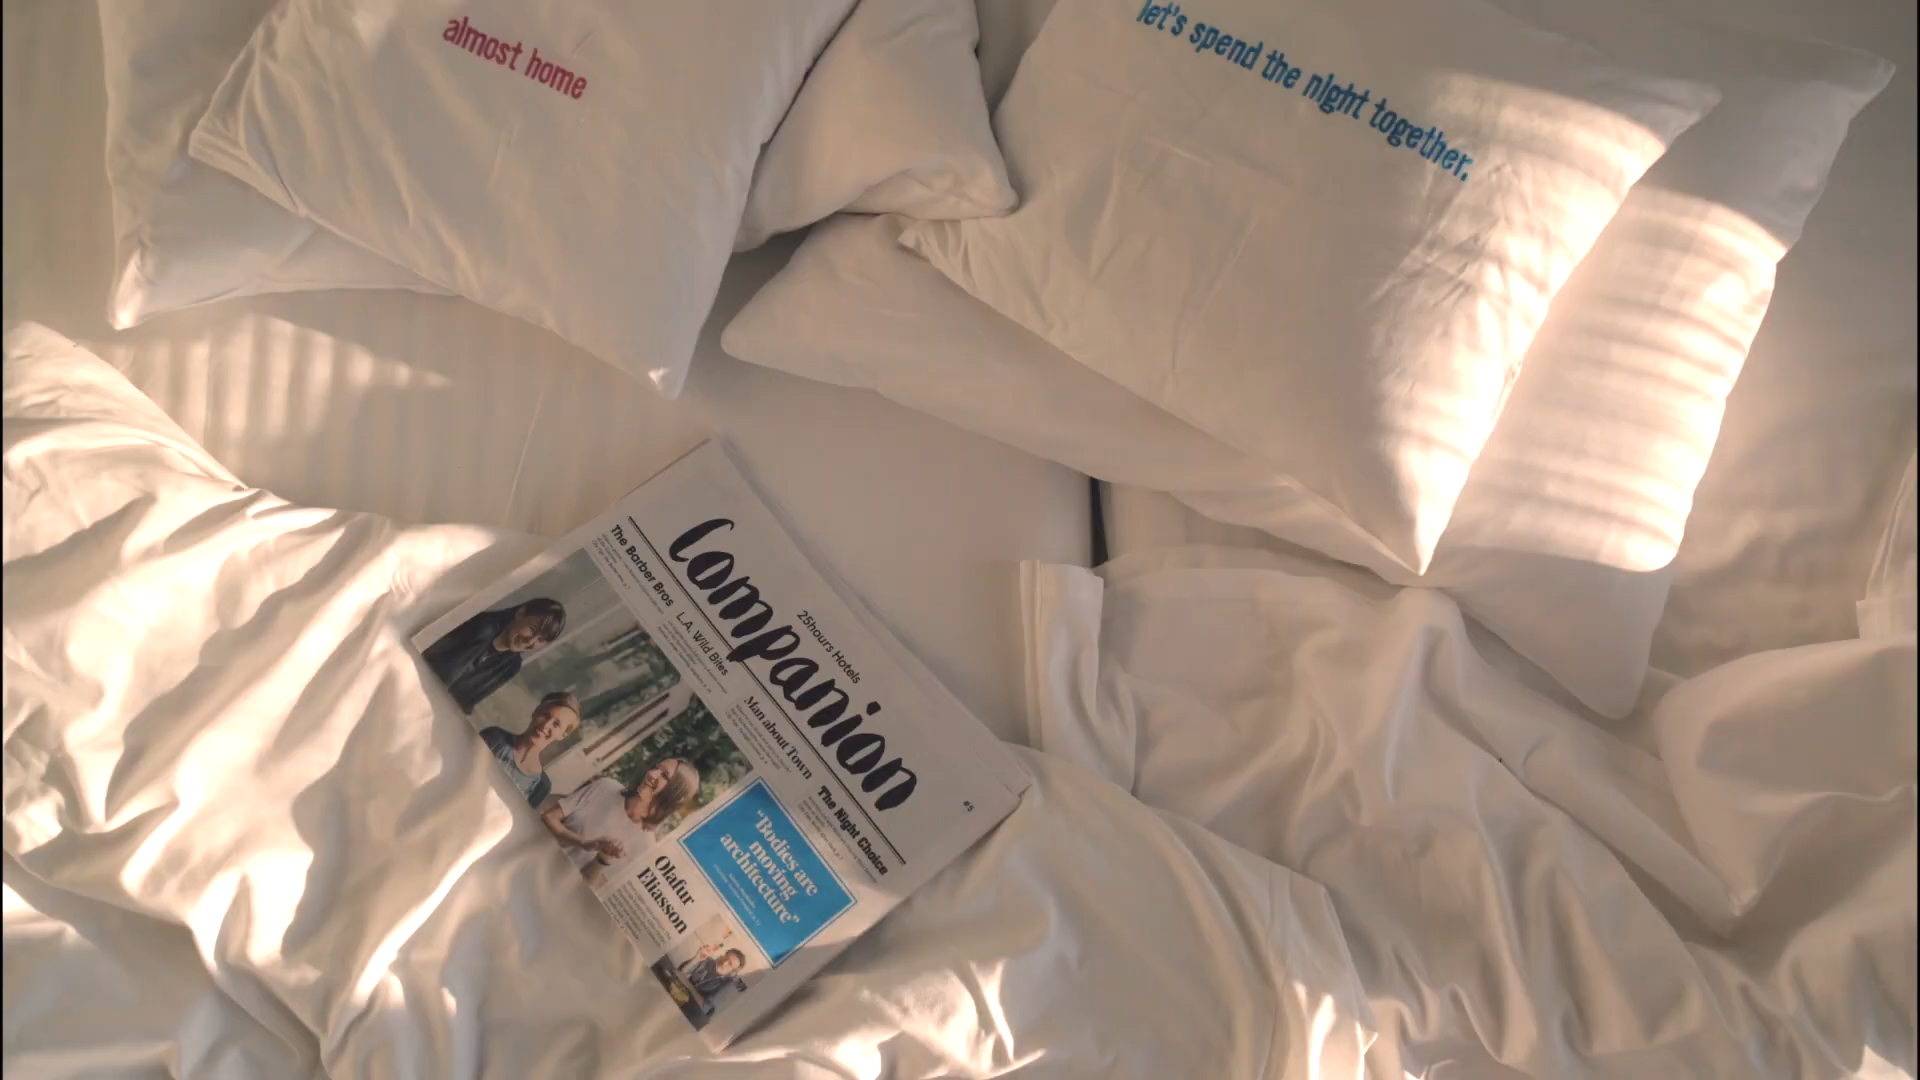 almost home
let's spend the night together.
25hours Hotels
Companion
#5
The Barber Bros
L.A. Wild Bites
Man about Town
The Night Choice
"Bodies are
moving
architecture"
Olafur
Eliasson